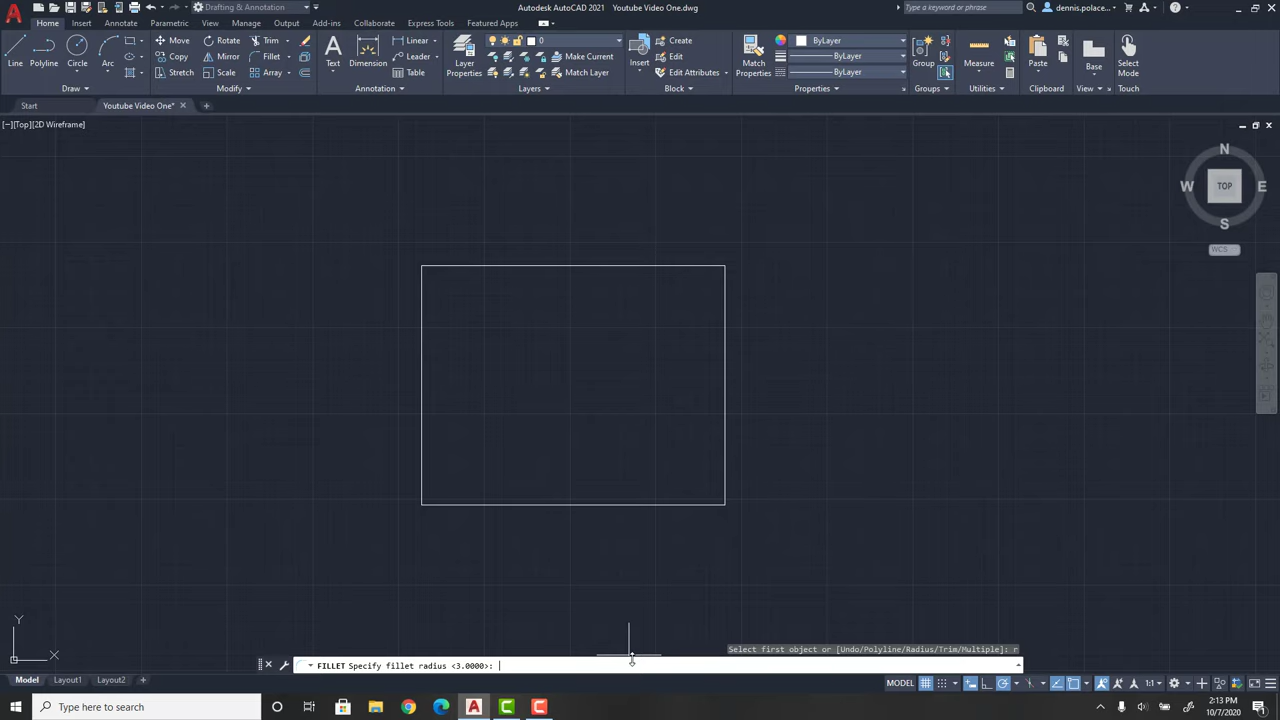 Drafting & Annotation
Autodesk AutoCAD 2021 Youtube Video One.dwg
Type a keyword or phrase
dennis.polace...
Home Insert Annotate Parametric View Manage Output Add-ins Collaborate Express Tools Featured Apps
Line Polyline Circle Arc
Move Rotate Trim
Copy Mirror Fillet
Stretch Scale Array
Text Dimension
Linear
Leader
Table
Layer Properties
0
Make Current
Match Layer
Insert
Create
Edit
Edit Attributes
Match Properties
ByLayer
ByLayer
ByLayer
Group
Measure
Paste
Base
Select Mode
Draw Modify Annotation Layers Block Properties Groups Utilities Clipboard View Touch
Start Youtube Video One*
[−][Top][2D Wireframe]
N
W TOP E
S
WCS
Y
X
Select first object or [Undo/Polyline/Radius/Trim/Multiple]: r
FILLET Specify fillet radius <3.0000>:
Model Layout1 Layout2
MODEL 1:1
Type here to search
2:13 PM
10/7/2020